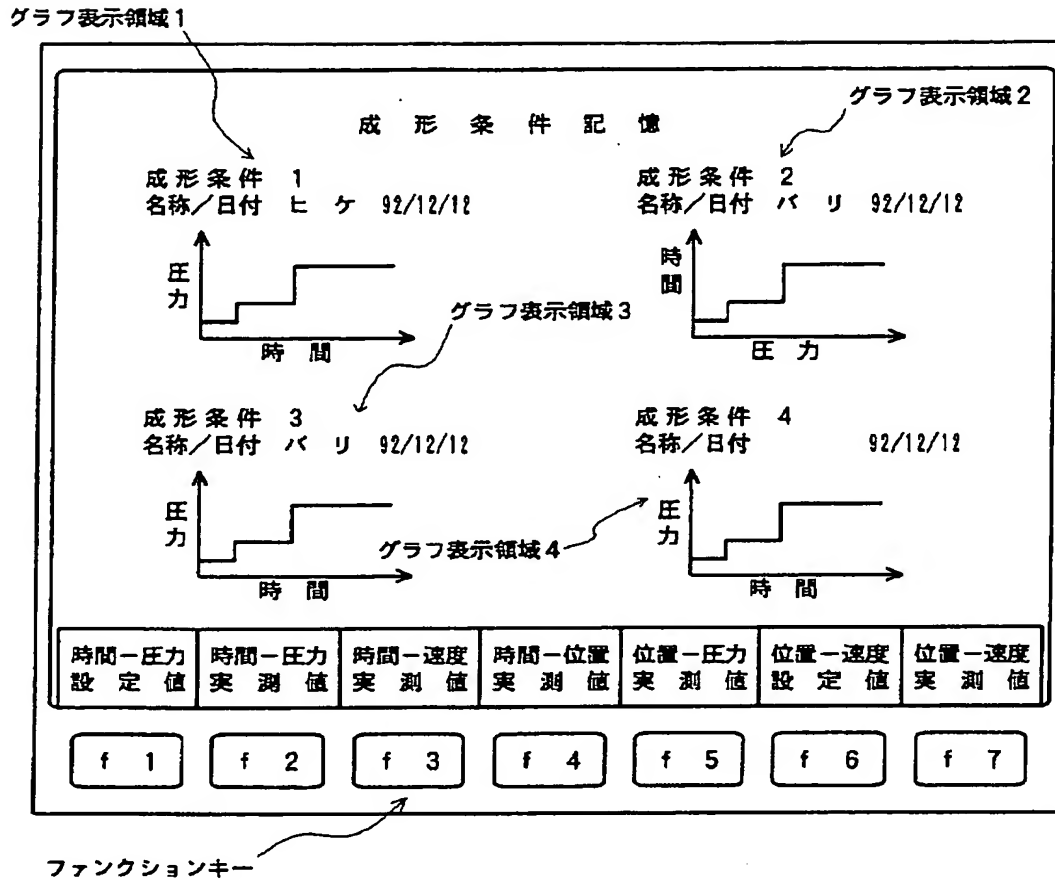 グラフ表示領域1
グラフ表示領域2
成形条件記憶
成形条件 1
名称/日付 ヒケ 92/12/12
圧力
時間
成形条件 2
名称/日付 バリ 92/12/12
時間
圧力
グラフ表示領域3
成形条件 3
名称/日付 バリ 92/12/12
圧力
時間
成形条件 4
名称/日付 92/12/12
圧力
時間
グラフ表示領域4
時間-圧力
設定値
時間-圧力
実測値
時間-速度
実測値
時間-位置
実測値
位置-圧力
実測値
位置-速度
設定値
位置-速度
実測値
f 1
f 2
f 3
f 4
f 5
f 6
f 7
ファンクションキー